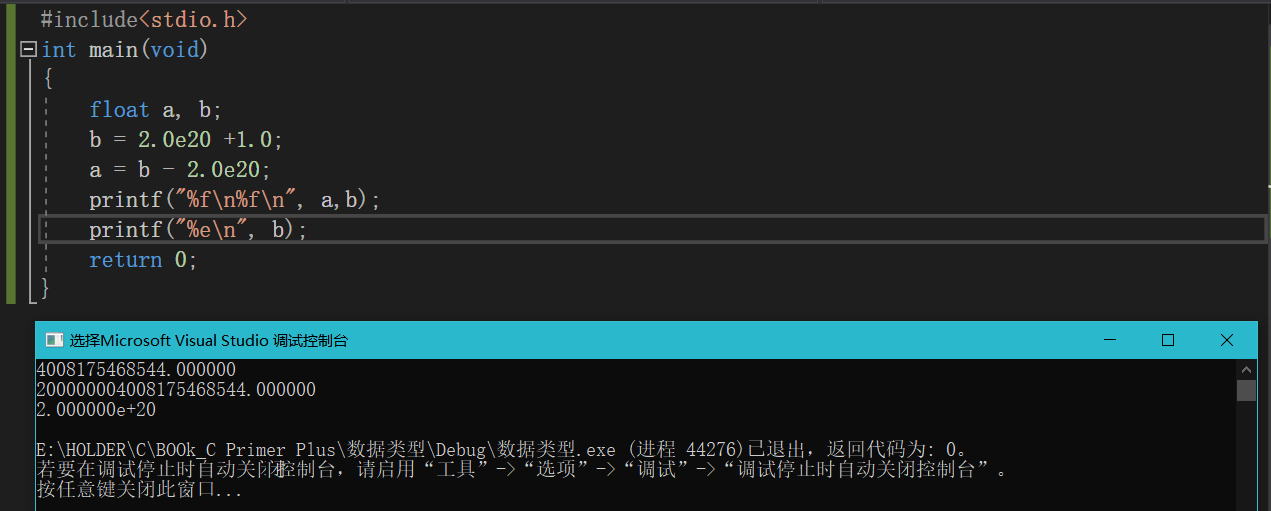 #include<stdio.h>
int main(void)
{
float a, b;
b = 2.0e20 +1.0;
a = b - 2.0e20;
printf("%f\n%f\n", a,b);
printf("%e\n", b);
return 0;
}
选择Microsoft Visual Studio 调试控制台
4008175468544.000000
200000004008175468544.000000
2.000000e+20
E:\HOLDER\C\BOOk_C Primer Plus\数据类型\Debug\数据类型.exe (进程 44276)已退出，返回代码为: 0。
若要在调试停止时自动关闭控制台，请启用“工具”->“选项”->“调试”->“调试停止时自动关闭控制台”。
按任意键关闭此窗口...